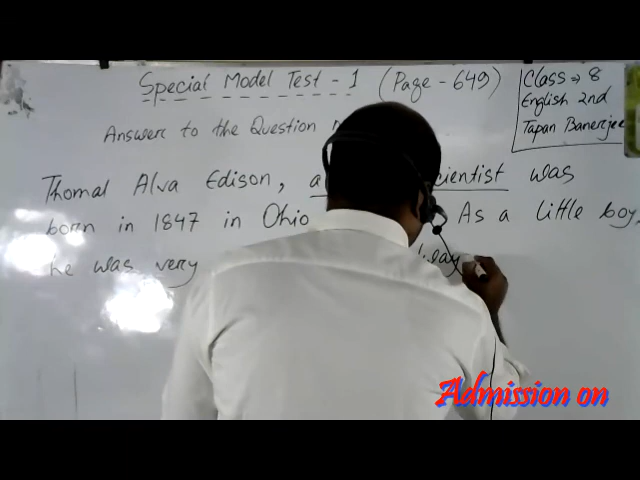 Special Model Test - 1 (Page - 649)
Class → 8
English 2nd
Tapan Banerjee
Answer to the Question
Thomal Alva Edison, a cientist was
born in 1847 in Ohio As a little boy,
he was very
Admission on